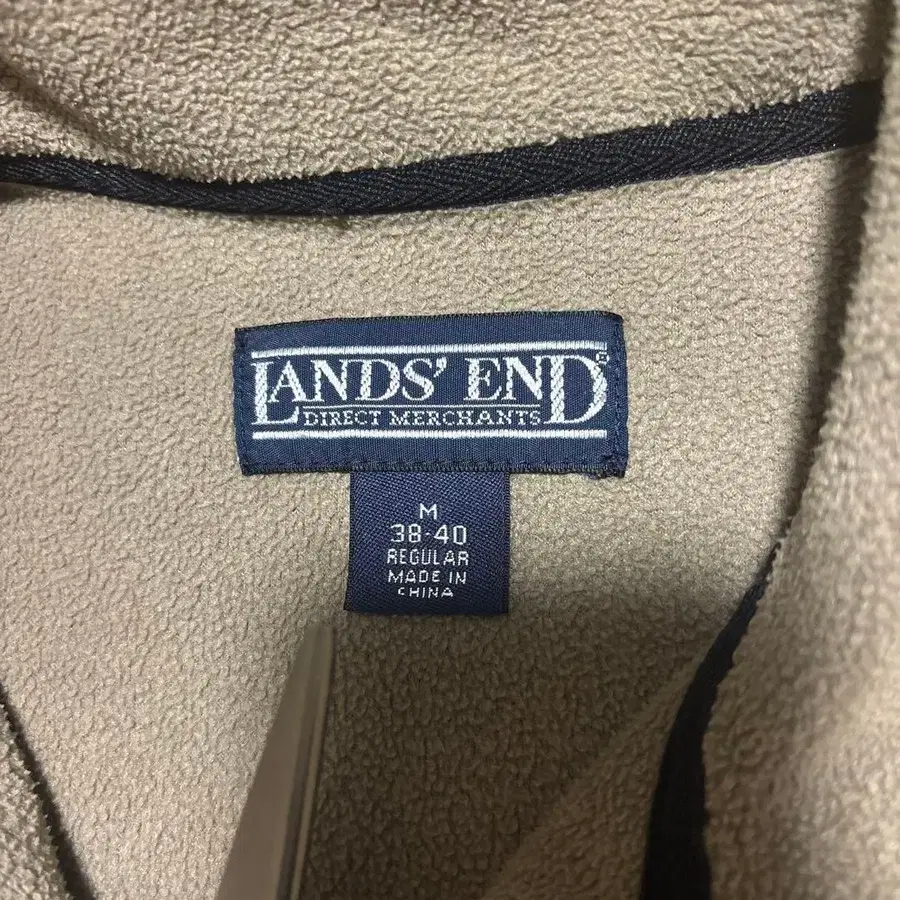 LANDS' END®
DIRECT MERCHANTS
M
38-40
REGULAR
MADE IN
CHINA